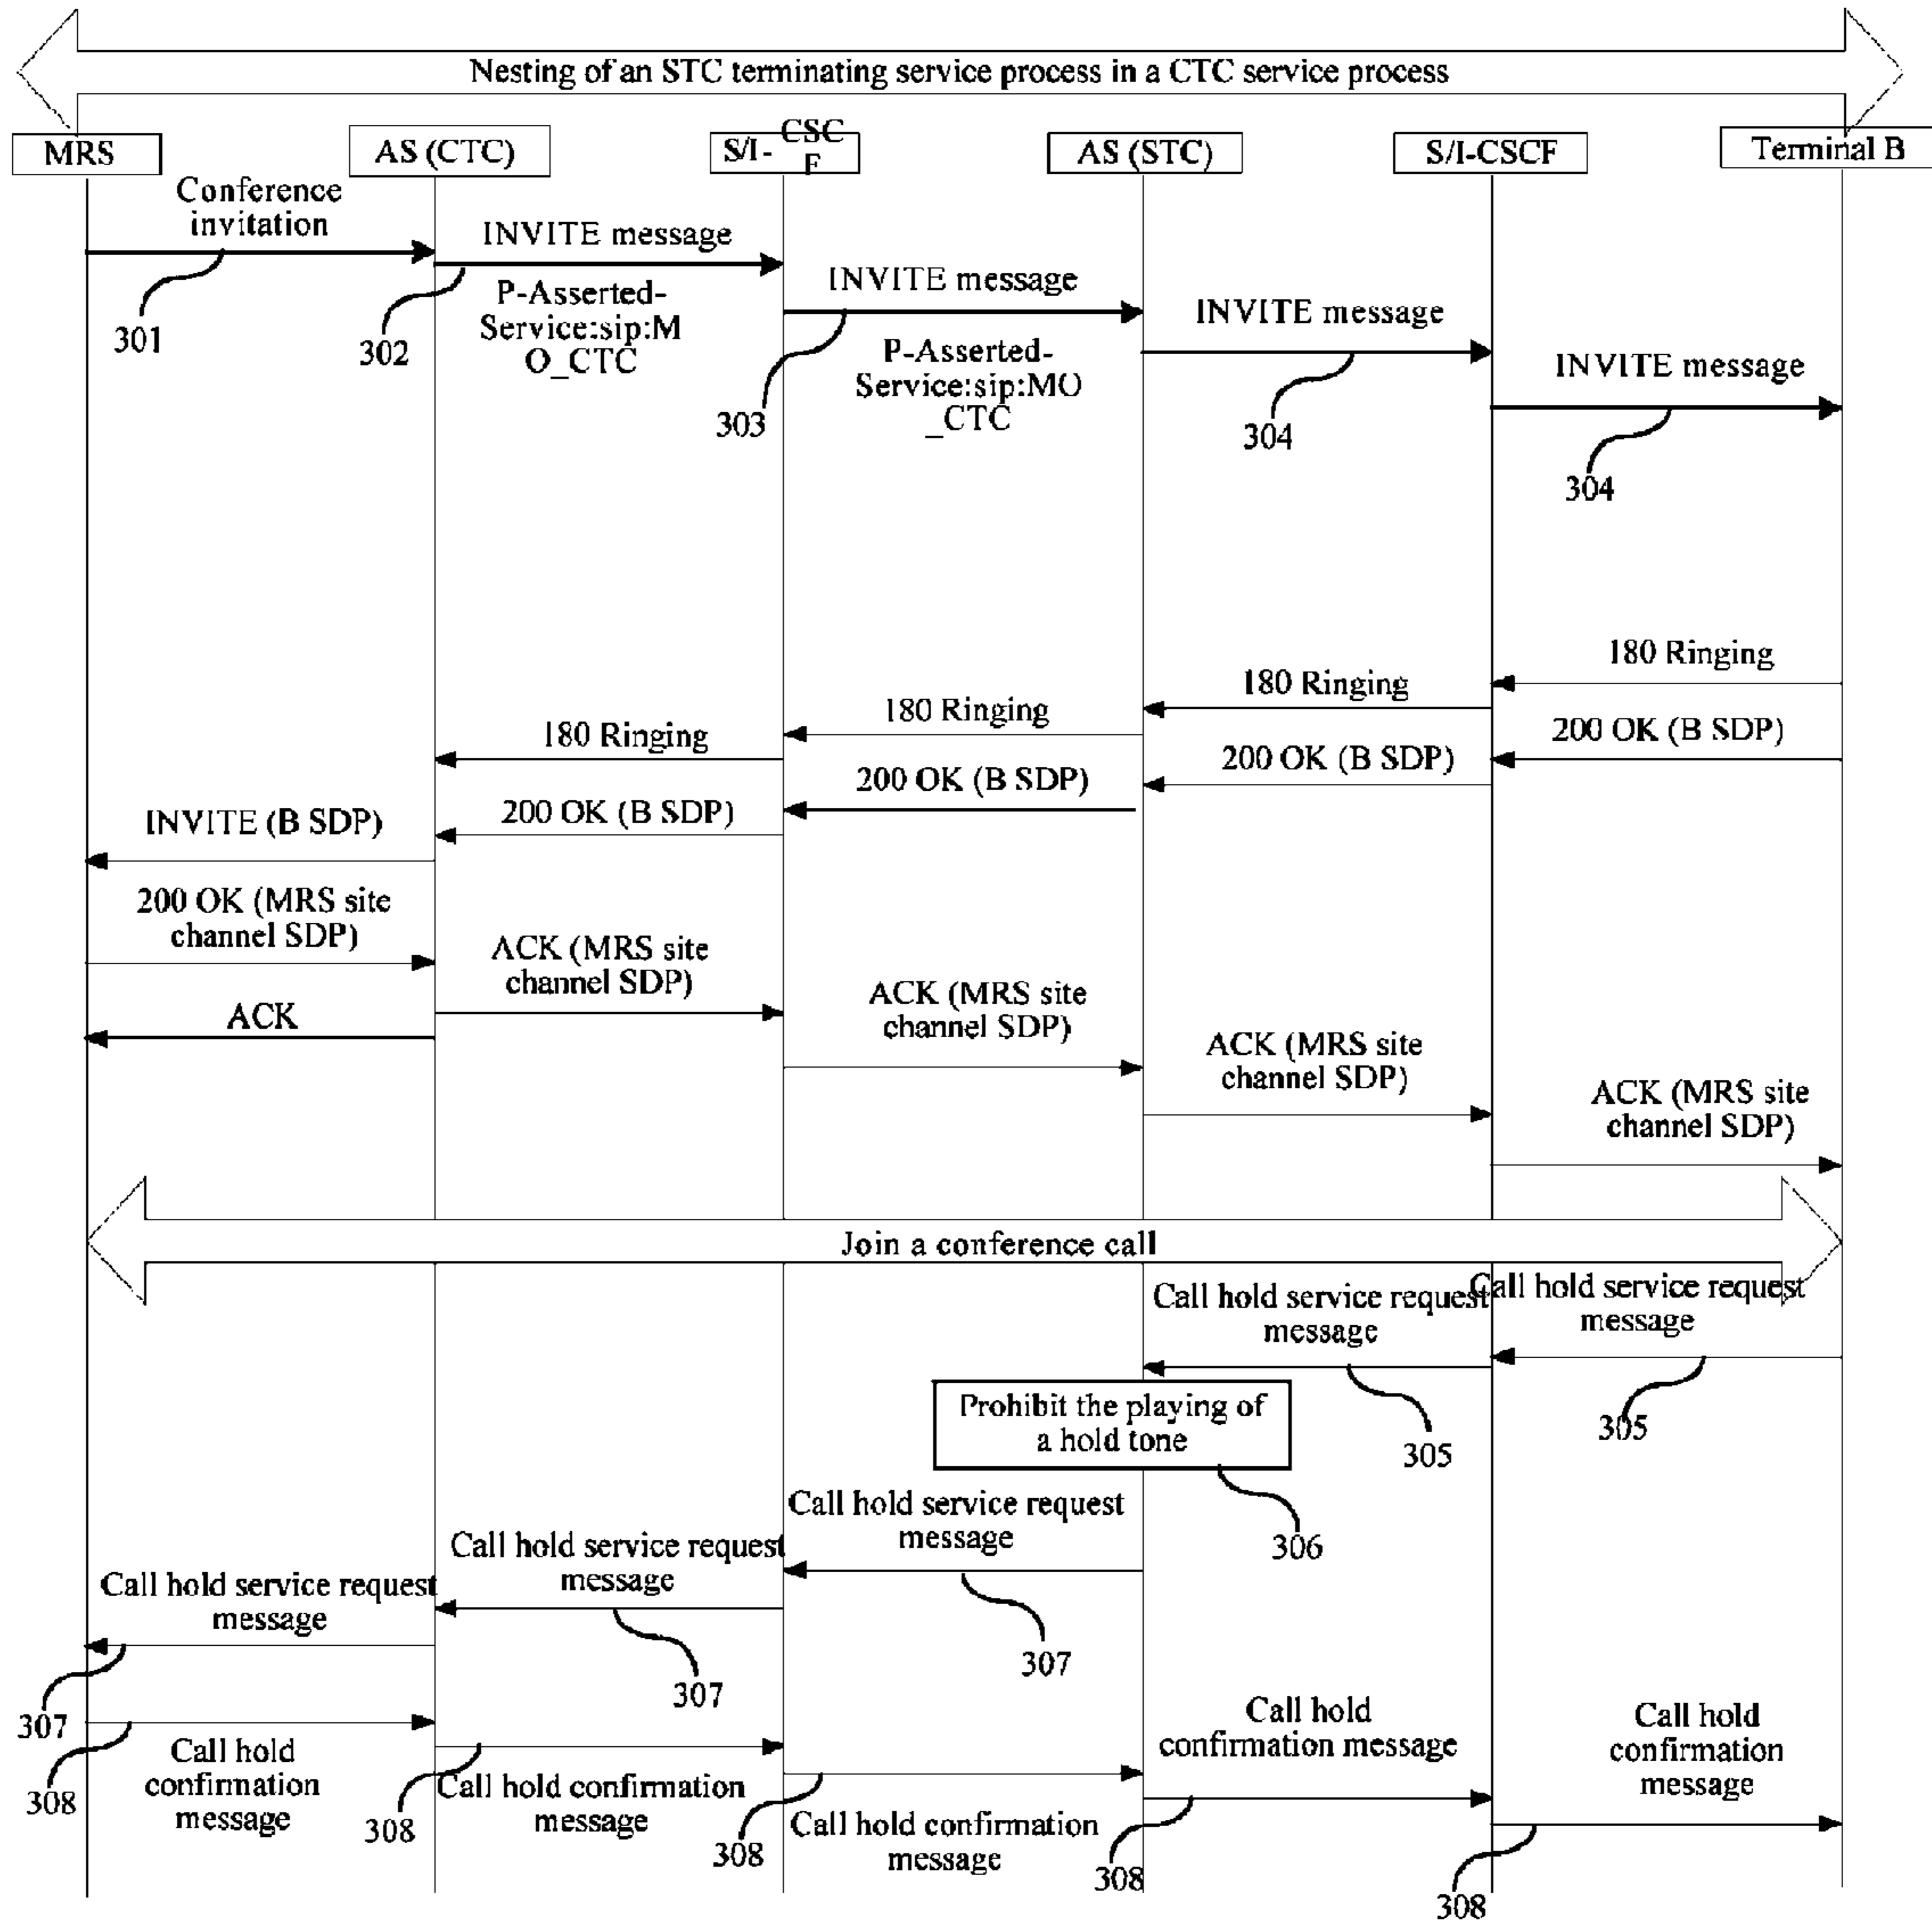 Nesting of an STC terminating service process in a CTC service process
MRS
AS (CTC)
S/I-CSC
F
AS (STC)
S/I-CSCF
Terminal B
Conference
invitation
301
INVITE message
302
P-Asserted-
Service:sip:M
O_CTC
INVITE message
303
P-Asserted-
Service:sip:MO
_CTC
INVITE message
304
INVITE message
304
180 Ringing
180 Ringing
180 Ringing
180 Ringing
200 OK (B SDP)
200 OK (B SDP)
200 OK (B SDP)
200 OK (B SDP)
INVITE (B SDP)
200 OK (MRS site
channel SDP)
ACK
ACK (MRS site
channel SDP)
ACK (MRS site
channel SDP)
ACK (MRS site
channel SDP)
ACK (MRS site
channel SDP)
Join a conference call
Call hold service request
message
305
Call hold service request
message
305
Prohibit the playing of
a hold tone
306
Call hold service request
message
307
Call hold service request
message
307
Call hold service request
message
307
308
Call hold
confirmation
message
308
Call hold confirmation
message
308
Call hold confirmation
message
308
Call hold
confirmation message
308
Call hold
confirmation
message